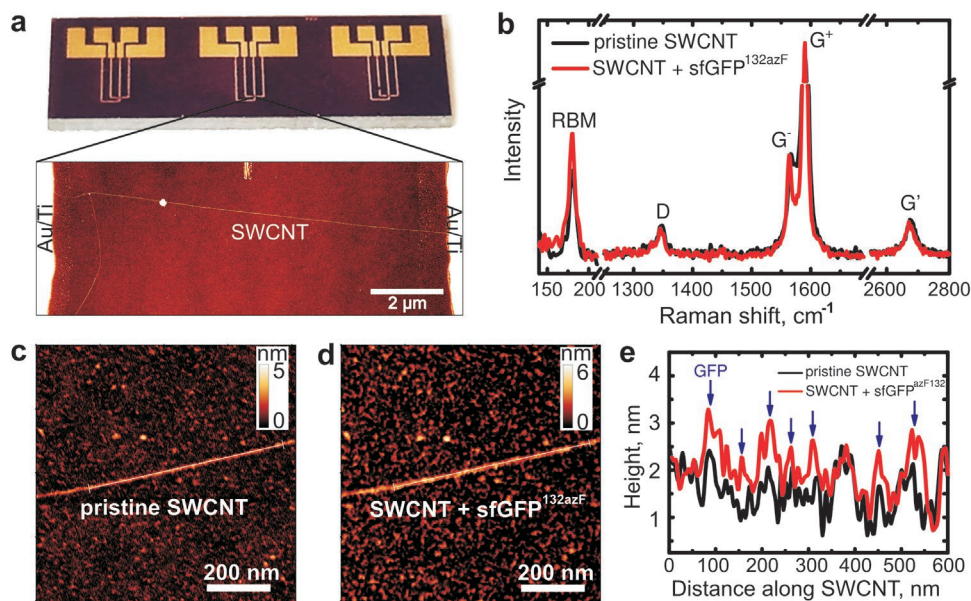 a
Au/Ti
SWCNT
Au/Ti
2 μm
b
Intensity
pristine SWCNT
SWCNT + sfGFP132azF
RBM
D
G-
G+
G'
150 200 1300 1400 1500 1600 2600 2800
Raman shift, cm-1
c
nm
5
0
pristine SWCNT
200 nm
d
nm
6
0
SWCNT + sfGFP132azF
200 nm
e
Height, nm
4
3
2
1
pristine SWCNT
SWCNT + sfGFPazF132
GFP
0 100 200 300 400 500 600
Distance along SWCNT, nm